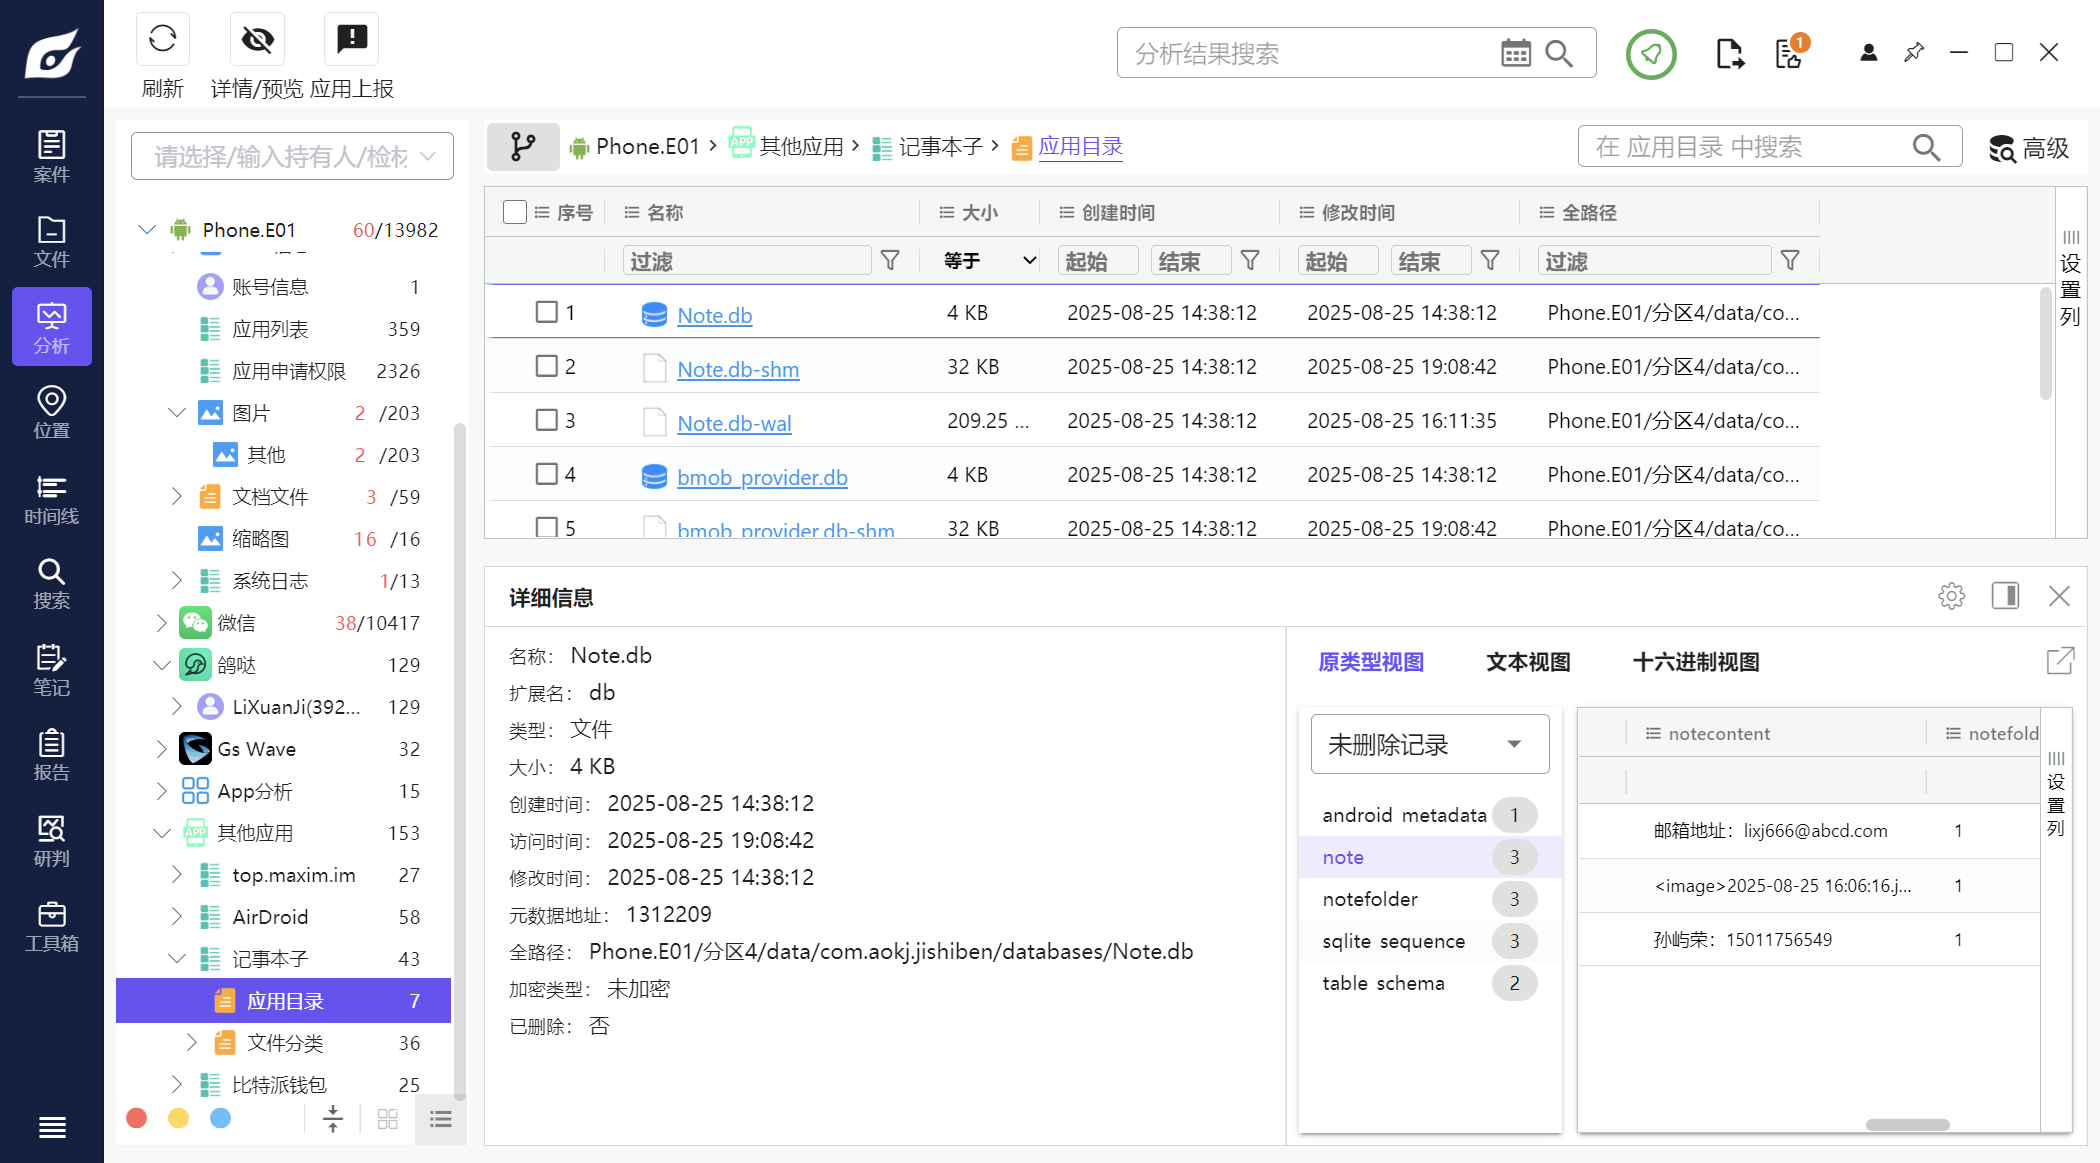 刷新
详情/预览
应用上报
分析结果搜索
1
案件
文件
分析
位置
时间线
搜索
笔记
报告
研判
工具箱
请选择/输入持有人/检材
Phone.E01 60/13982
账号信息 1
应用列表 359
应用申请权限 2326
图片 2 /203
其他 2 /203
文档文件 3 /59
缩略图 16 /16
系统日志 1/13
微信 38/10417
鸽哒 129
LiXuanJi(392... 129
Gs Wave 32
App分析 15
其他应用 153
top.maxim.im 27
AirDroid 58
记事本子 43
应用目录 7
文件分类 36
比特派钱包 25
Phone.E01 › APP 其他应用 › 记事本子 › 应用目录
在 应用目录 中搜索
高级
序号 名称 大小 创建时间 修改时间 全路径
过滤 等于 起始 结束 起始 结束 过滤
1 Note.db 4 KB 2025-08-25 14:38:12 2025-08-25 14:38:12 Phone.E01/分区4/data/co...
2 Note.db-shm 32 KB 2025-08-25 14:38:12 2025-08-25 19:08:42 Phone.E01/分区4/data/co...
3 Note.db-wal 209.25 ... 2025-08-25 14:38:12 2025-08-25 16:11:35 Phone.E01/分区4/data/co...
4 bmob_provider.db 4 KB 2025-08-25 14:38:12 2025-08-25 14:38:12 Phone.E01/分区4/data/co...
5 bmob_provider.db-shm 32 KB 2025-08-25 14:38:12 2025-08-25 19:08:42 Phone.E01/分区4/data/co...
设置列
详细信息
名称： Note.db
扩展名： db
类型： 文件
大小： 4 KB
创建时间： 2025-08-25 14:38:12
访问时间： 2025-08-25 19:08:42
修改时间： 2025-08-25 14:38:12
元数据地址： 1312209
全路径： Phone.E01/分区4/data/com.aokj.jishiben/databases/Note.db
加密类型： 未加密
已删除： 否
原类型视图 文本视图 十六进制视图
未删除记录
android metadata 1
note 3
notefolder 3
sqlite sequence 3
table schema 2
notecontent notefold
邮箱地址：lixj666@abcd.com 1
<image>2025-08-25 16:06:16.j... 1
孙屿荣：15011756549 1
设置列